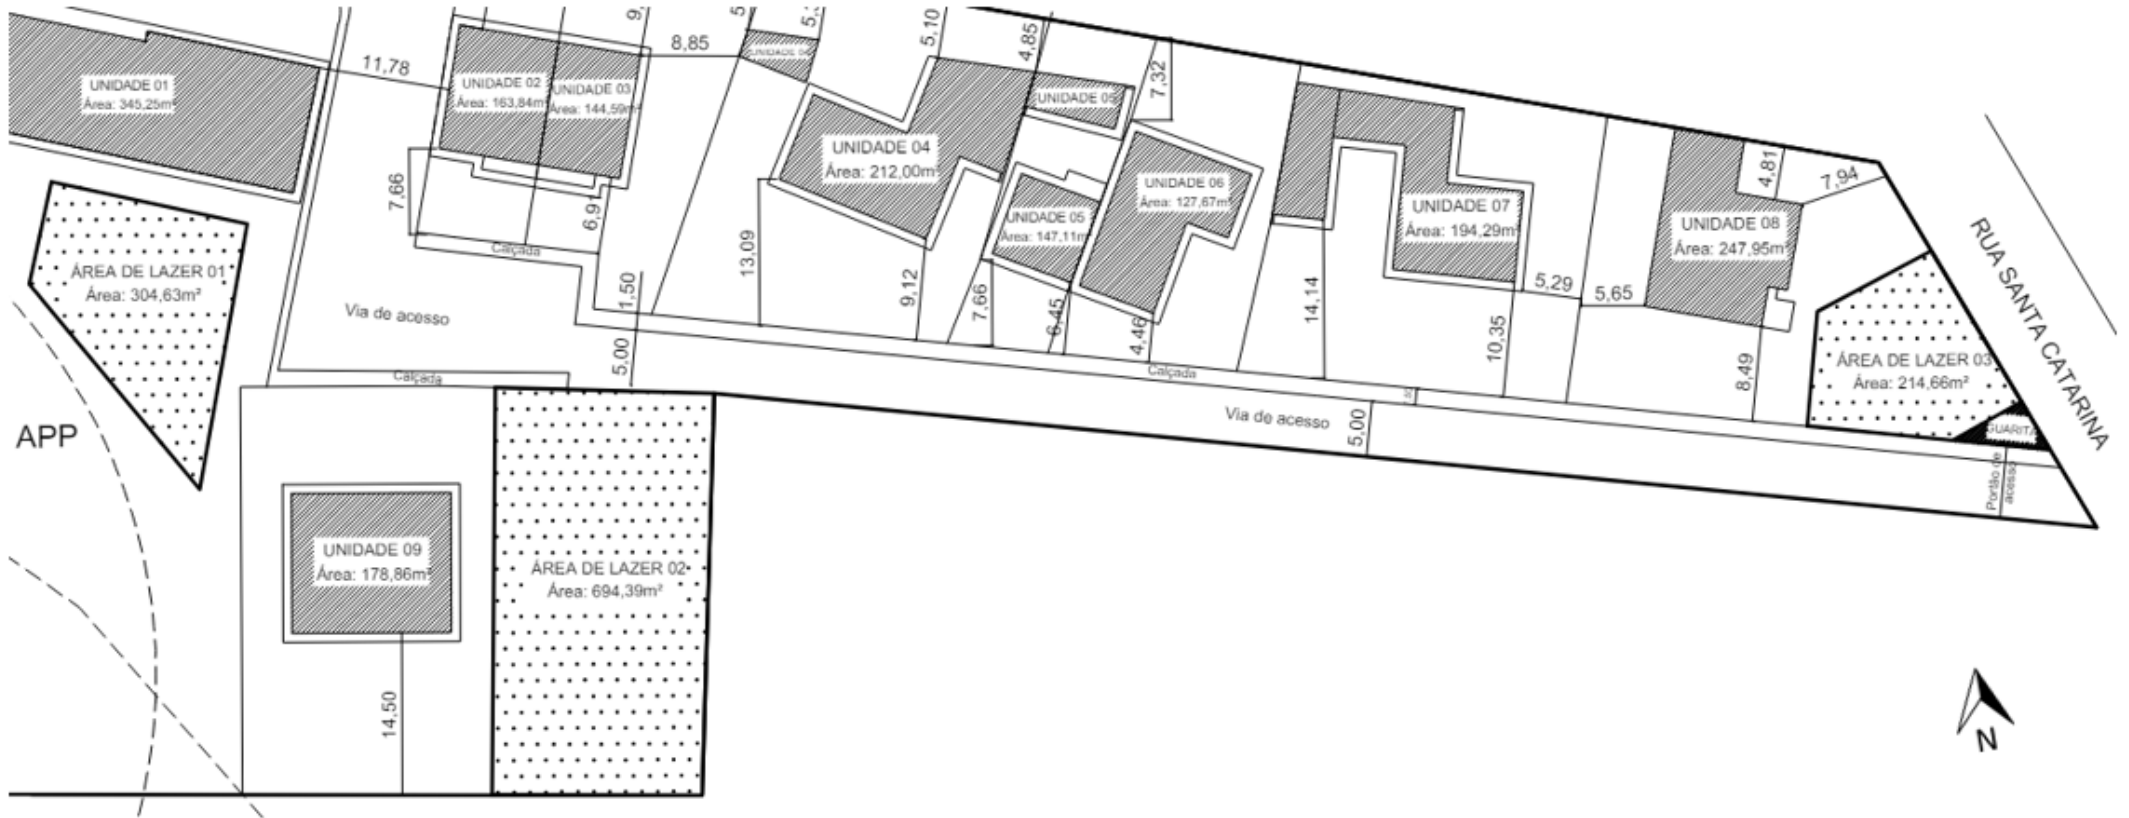 UNIDADE 01
Área: 345,25m²
11,78
UNIDADE 02
Área: 163,84m²
UNIDADE 03
Área: 144,59m²
8,85
5,10
4,85
7,32
UNIDADE 04
Área: 212,00m²
UNIDADE 05
UNIDADE 05
Área: 147,11m²
UNIDADE 06
Área: 127,67m²
UNIDADE 07
Área: 194,29m²
UNIDADE 08
Área: 247,95m²
4,81
7,94
RUA SANTA CATARINA
7,66
6,91
Calçada
13,09
9,12
7,66
6,45
4,46
14,14
5,29
5,65
10,35
8,49
ÁREA DE LAZER 01
Área: 304,63m²
Via de acesso
1,50
5,00
Calçada
Calçada
Via de acesso
5,00
ÁREA DE LAZER 03
Área: 214,66m²
GUARITA
Portão de
acesso
APP
UNIDADE 09
Área: 178,86m²
14,50
ÁREA DE LAZER 02
Área: 694,39m²
N